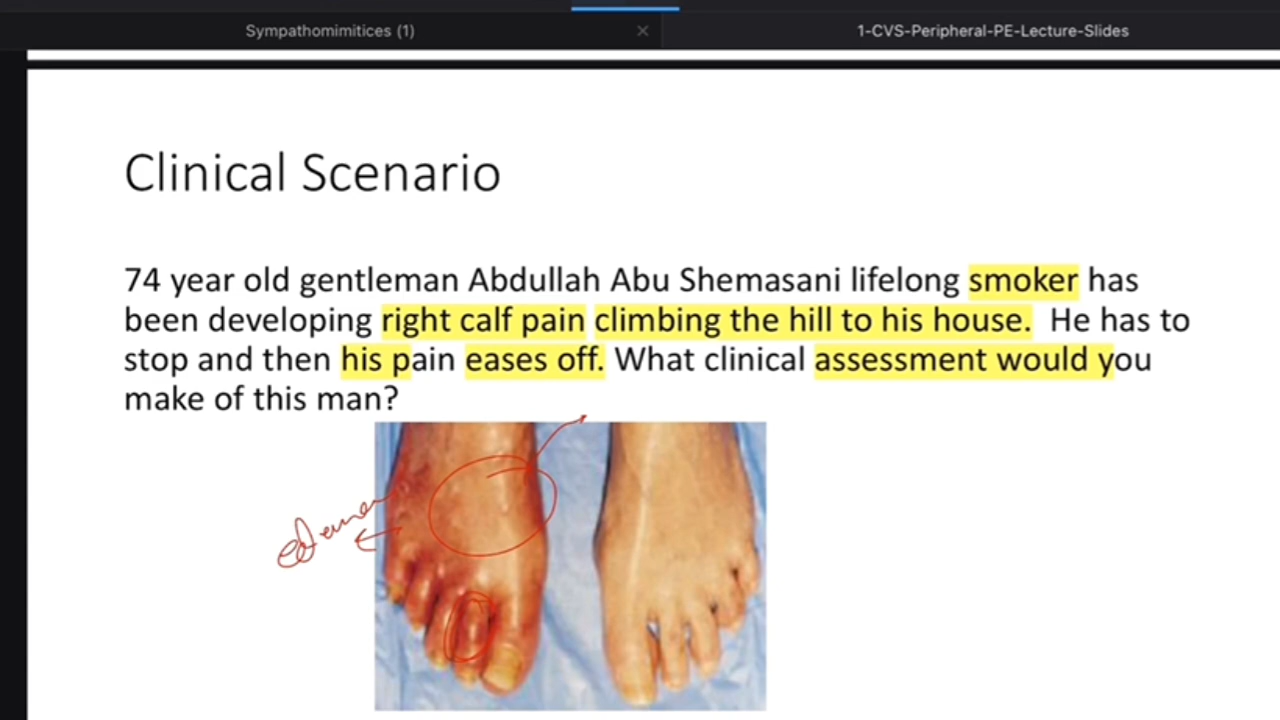 Sympathomimitices (1)
1-CVS-Peripheral-PE-Lecture-Slides
Clinical Scenario
74 year old gentleman Abdullah Abu Shemasani lifelong smoker has
been developing right calf pain climbing the hill to his house. He has to
stop and then his pain eases off. What clinical assessment would you
make of this man?
edema